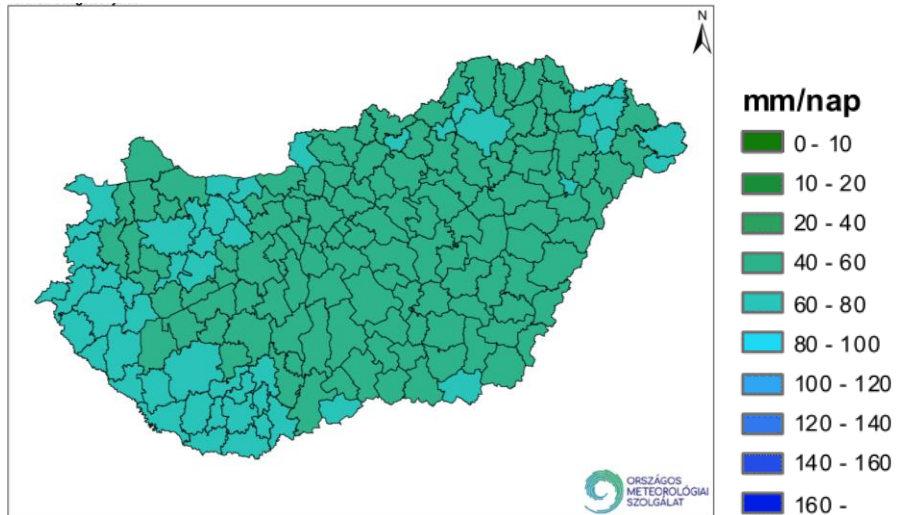 N
mm/nap
0 - 10
10 - 20
20 - 40
40 - 60
60 - 80
80 - 100
100 - 120
120 - 140
140 - 160
160 -
ORSZÁGOS
METEOROLÓGIAI
SZOLGÁLAT